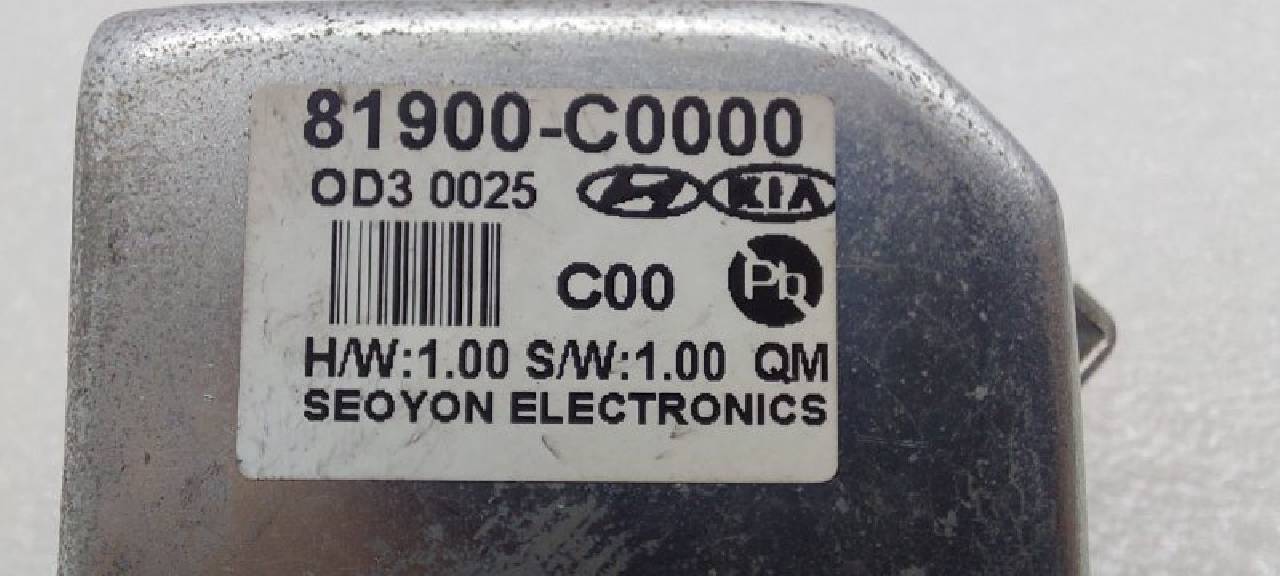 81900-C0000
OD3 0025 KIA
C00 Pb
H/W:1.00 S/W:1.00 QM
SEOYON ELECTRONICS